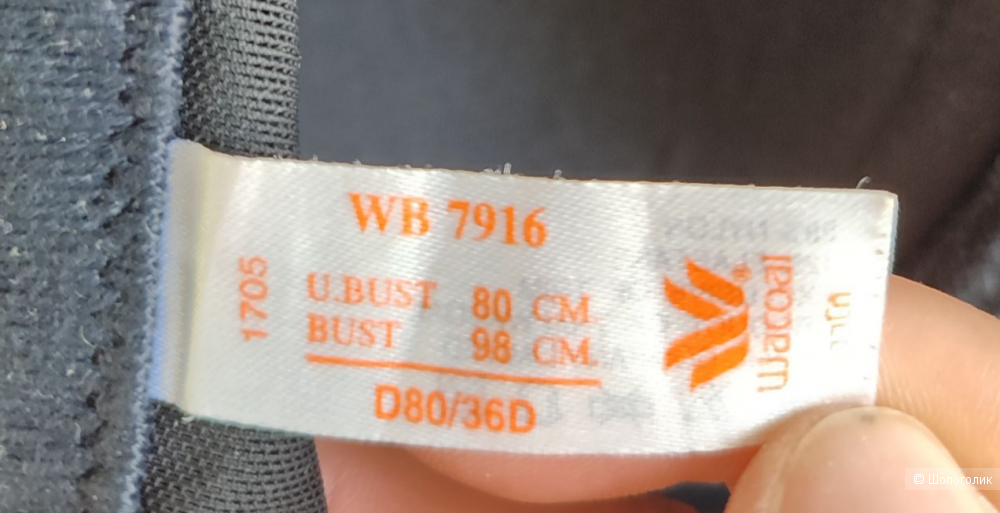 WB 7916
1705
U.BUST 80 CM.
BUST 98 CM.
D80/36D
® Wacoal
© Шопоголик